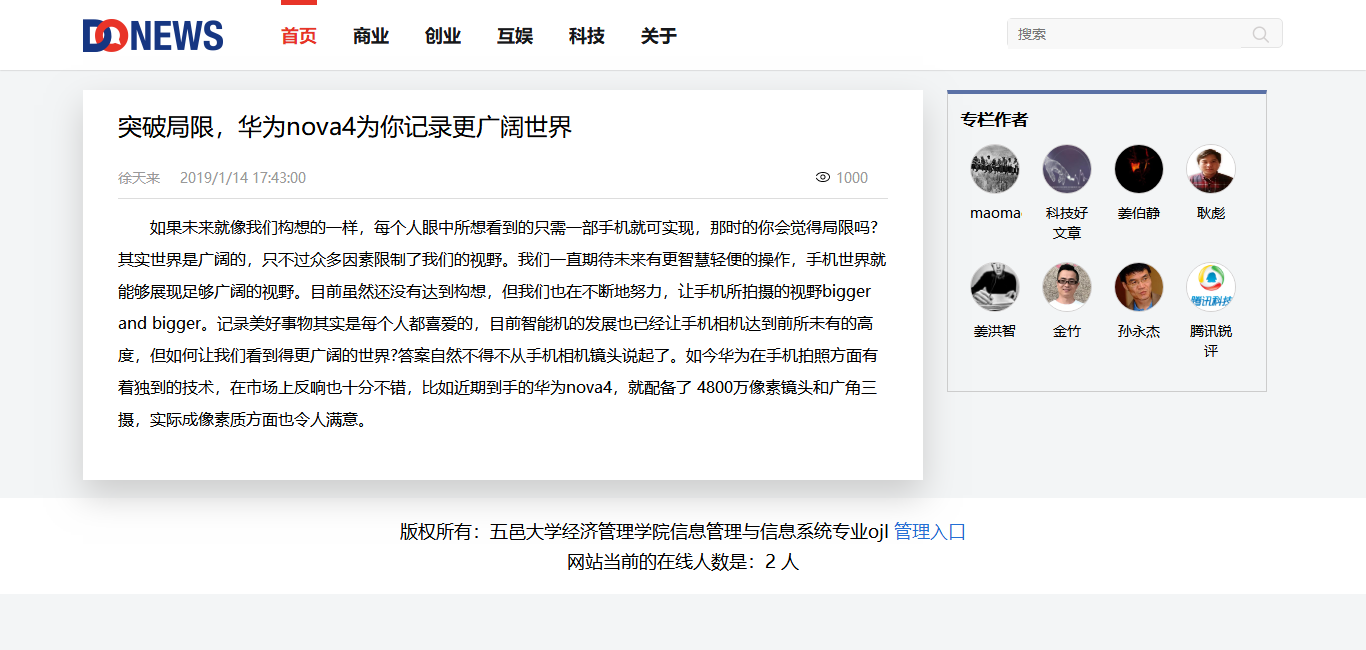 DONEWS 首页 商业 创业 互娱 科技 关于 搜索
突破局限，华为nova4为你记录更广阔世界
徐天来 2019/1/14 17:43:00 1000
如果未来就像我们构想的一样，每个人眼中所想看到的只需一部手机就可实现，那时的你会觉得局限吗?
其实世界是广阔的，只不过众多因素限制了我们的视野。我们一直期待未来有更智慧轻便的操作，手机世界就
能够展现足够广阔的视野。目前虽然还没有达到构想，但我们也在不断地努力，让手机所拍摄的视野bigger
and bigger。记录美好事物其实是每个人都喜爱的，目前智能机的发展也已经让手机相机达到前所未有的高
度，但如何让我们看到得更广阔的世界?答案自然不得不从手机相机镜头说起了。如今华为在手机拍照方面有
着独到的技术，在市场上反响也十分不错，比如近期到手的华为nova4，就配备了 4800万像素镜头和广角三
摄，实际成像素质方面也令人满意。
专栏作者
maoma 科技好 姜伯静 耿彪
文章
腾讯科技
姜洪智 金竹 孙永杰 腾讯锐
评
版权所有：五邑大学经济管理学院信息管理与信息系统专业ojl 管理入口
网站当前的在线人数是：2 人